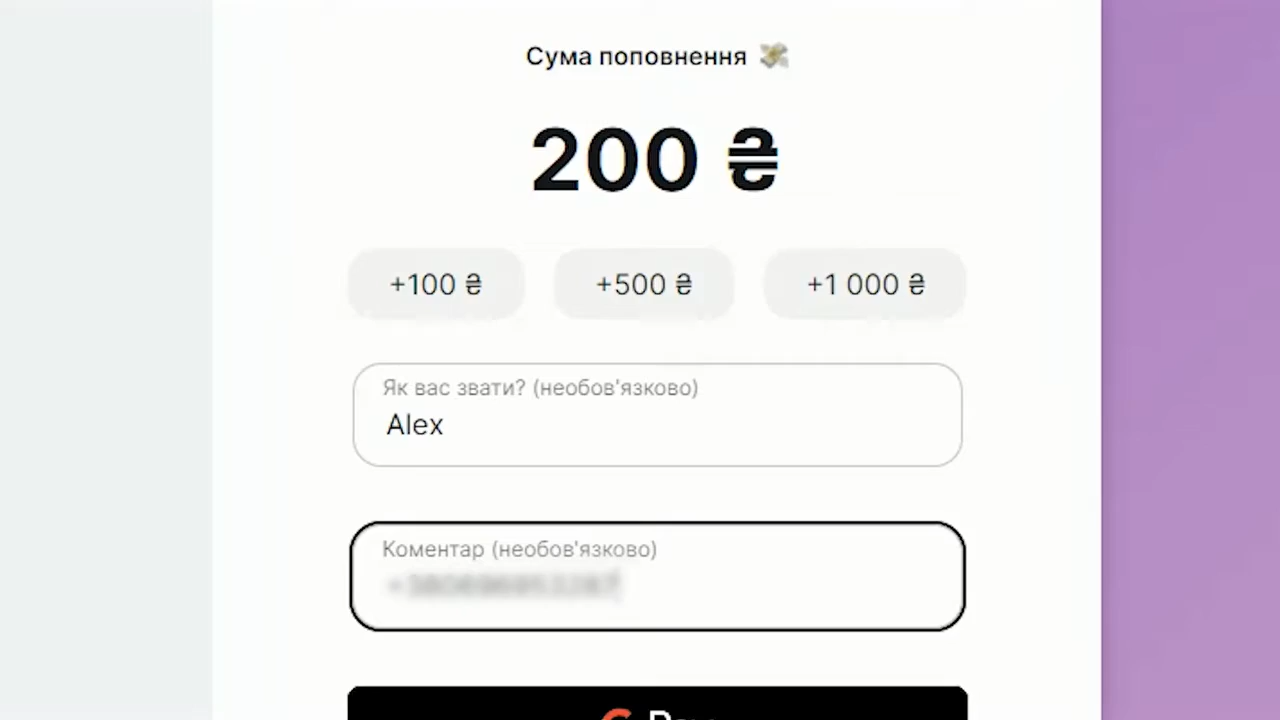 Сума поповнення 💸
200 ₴
+100 ₴ +500 ₴ +1 000 ₴
Як вас звати? (необов'язково)
Alex
Коментар (необов'язково)